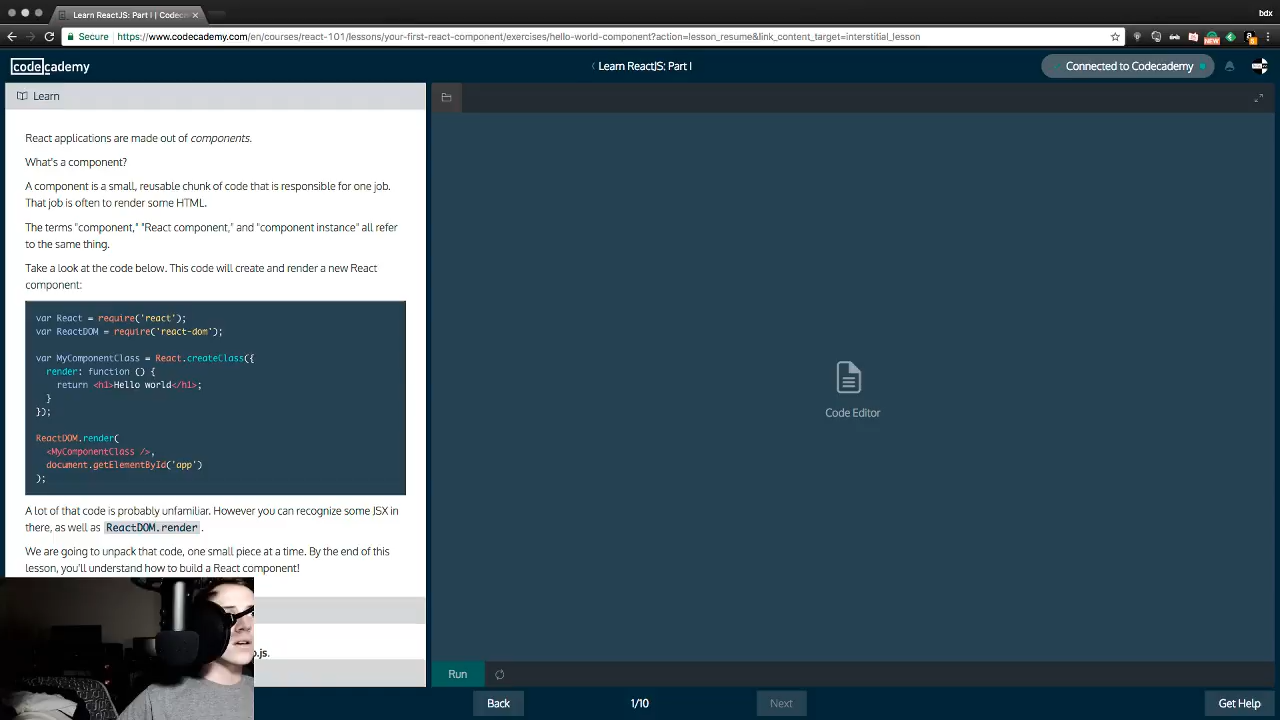 Learn ReactJS: Part I | Codec
bdx
Secure https://www.codecademy.com/en/courses/react-101/lessons/your-first-react-component/exercises/hello-world-component?action=lesson_resume&link_content_target=interstitial_lesson
codecademy
Learn ReactJS: Part I
Connected to Codecademy
Learn
React applications are made out of components.
What's a component?
A component is a small, reusable chunk of code that is responsible for one job.
That job is often to render some HTML.
The terms "component," "React component," and "component instance" all refer
to the same thing.
Take a look at the code below. This code will create and render a new React
component:
var React = require('react');
var ReactDOM = require('react-dom');
var MyComponentClass = React.createClass({
render: function () {
return <h1>Hello world</h1>;
}
});
ReactDOM.render(
<MyComponentClass />,
document.getElementById('app')
);
A lot of that code is probably unfamiliar. However you can recognize some JSX in
there, as well as ReactDOM.render.
We are going to unpack that code, one small piece at a time. By the end of this
lesson, you'll understand how to build a React component!
Code Editor
Run
Back
1/10
Next
Get Help